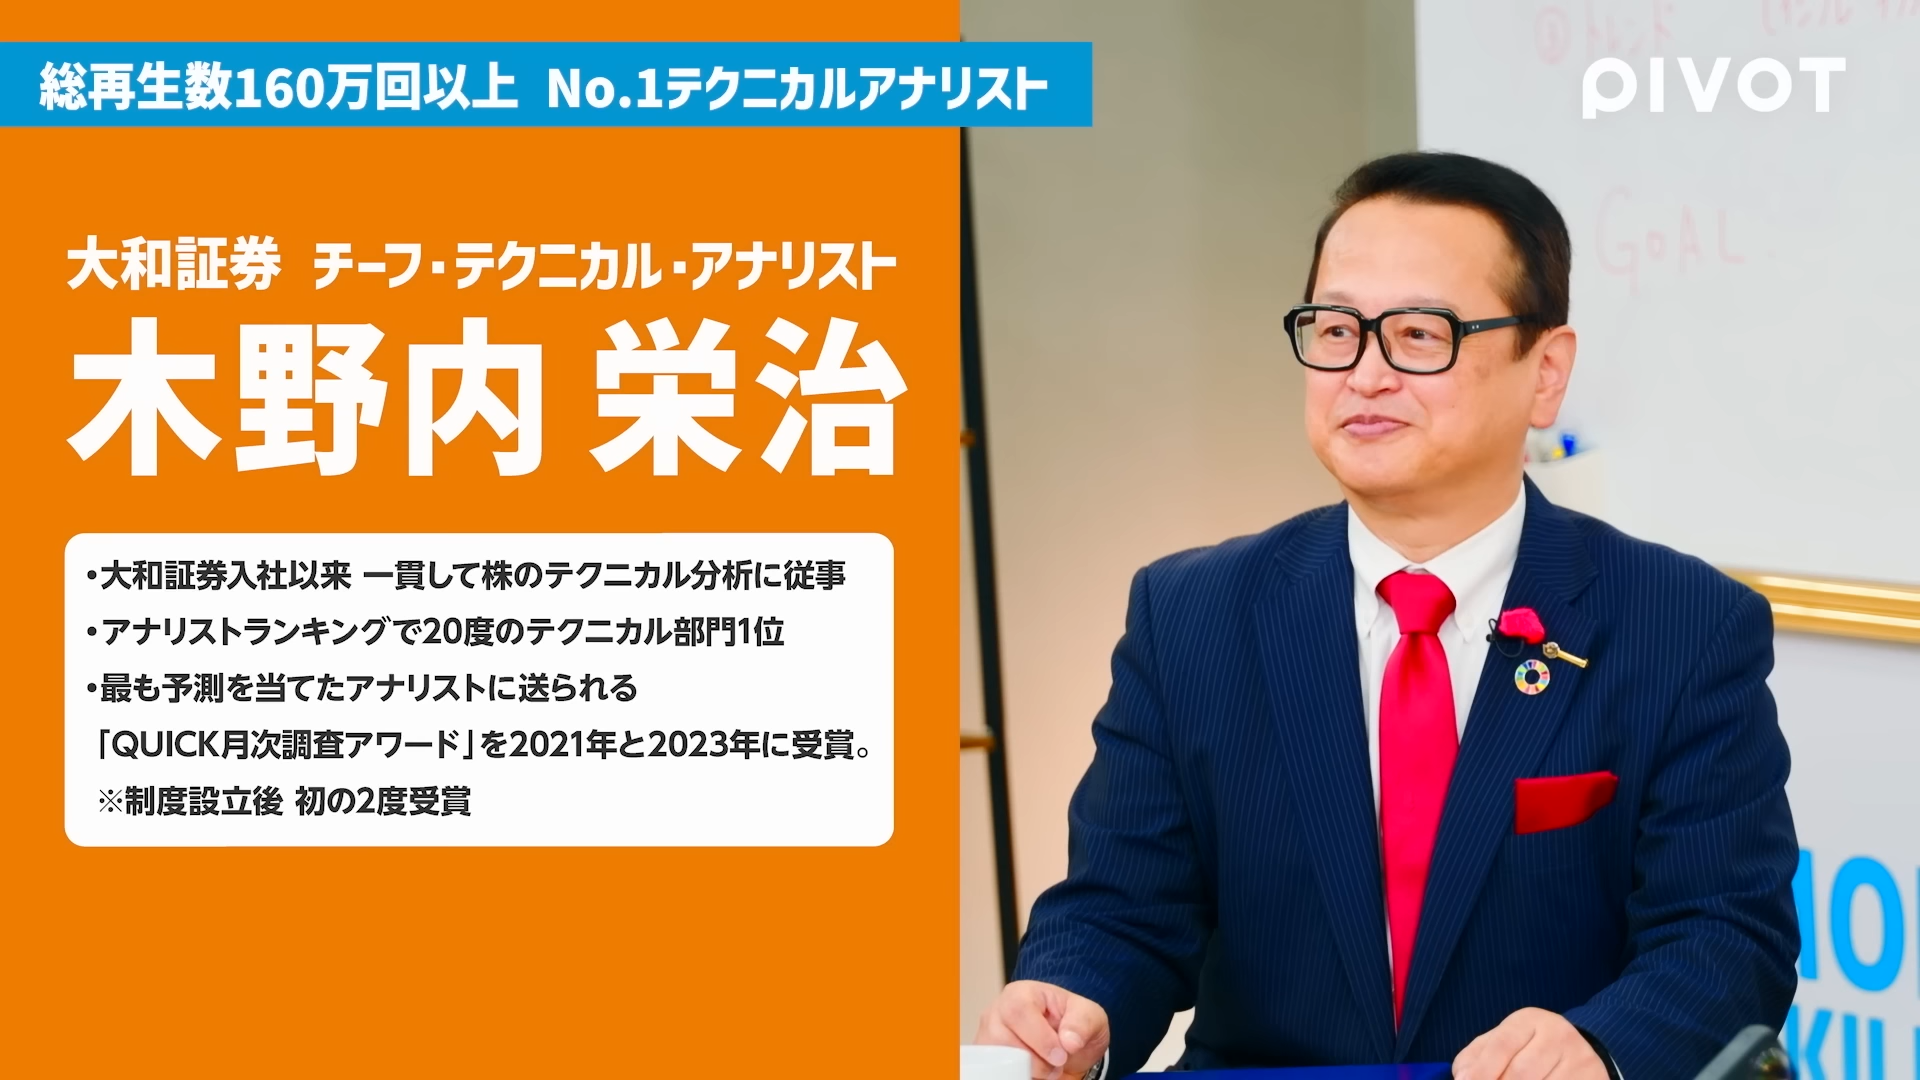 総再生数160万回以上 No.1テクニカルアナリスト
PIVOT
大和証券 チーフ・テクニカル・アナリスト
木野内 栄治
・大和証券入社以来 一貫して株のテクニカル分析に従事
・アナリストランキングで20度のテクニカル部門1位
・最も予測を当てたアナリストに送られる
「QUICK月次調査アワード」を2021年と2023年に受賞。
※制度設立後 初の2度受賞
トレンド
GOAL